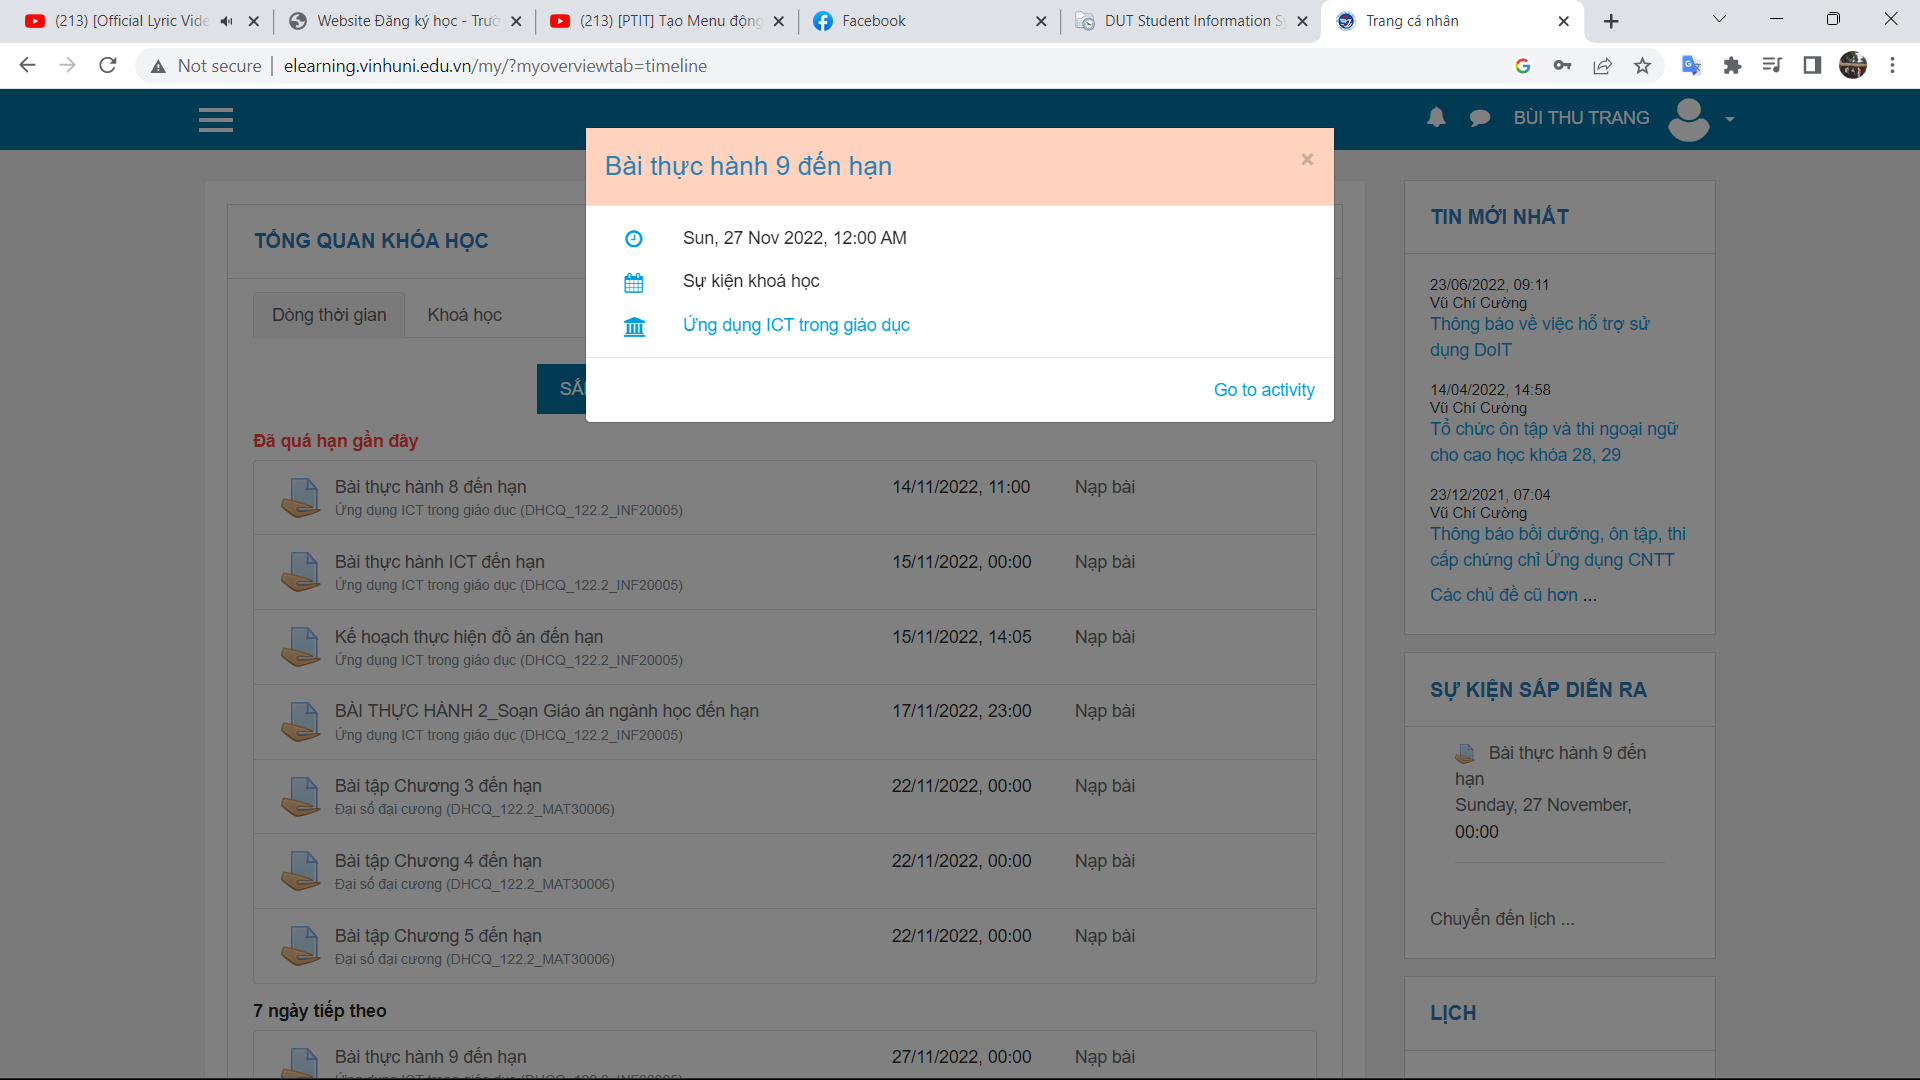 (213) [Official Lyric Vide
Website Đăng ký học - Trườ
(213) [PTIT] Tạo Menu động
Facebook
DUT Student Information Sy
Trang cá nhân
Not secure
elearning.vinhuni.edu.vn/my/?myoverviewtab=timeline
BÙI THU TRANG
Bài thực hành 9 đến hạn
×
Sun, 27 Nov 2022, 12:00 AM
Sự kiện khoá học
Ứng dụng ICT trong giáo dục
Go to activity
TỔNG QUAN KHÓA HỌC
Dòng thời gian
Khoá học
SẮ
Đã quá hạn gần đây
Bài thực hành 8 đến hạn 14/11/2022, 11:00 Nạp bài
Ứng dụng ICT trong giáo dục (DHCQ_122.2_INF20005)
Bài thực hành ICT đến hạn 15/11/2022, 00:00 Nạp bài
Ứng dụng ICT trong giáo dục (DHCQ_122.2_INF20005)
Kế hoạch thực hiện đồ án đến hạn 15/11/2022, 14:05 Nạp bài
Ứng dụng ICT trong giáo dục (DHCQ_122.2_INF20005)
BÀI THỰC HÀNH 2_Soạn Giáo án ngành học đến hạn 17/11/2022, 23:00 Nạp bài
Ứng dụng ICT trong giáo dục (DHCQ_122.2_INF20005)
Bài tập Chương 3 đến hạn 22/11/2022, 00:00 Nạp bài
Đại số đại cương (DHCQ_122.2_MAT30006)
Bài tập Chương 4 đến hạn 22/11/2022, 00:00 Nạp bài
Đại số đại cương (DHCQ_122.2_MAT30006)
Bài tập Chương 5 đến hạn 22/11/2022, 00:00 Nạp bài
Đại số đại cương (DHCQ_122.2_MAT30006)
7 ngày tiếp theo
Bài thực hành 9 đến hạn 27/11/2022, 00:00 Nạp bài
TIN MỚI NHẤT
23/06/2022, 09:11
Vũ Chí Cường
Thông báo về việc hỗ trợ sử
dụng DoIT
14/04/2022, 14:58
Vũ Chí Cường
Tổ chức ôn tập và thi ngoại ngữ
cho cao học khóa 28, 29
23/12/2021, 07:04
Vũ Chí Cường
Thông báo bồi dưỡng, ôn tập, thi
cấp chứng chỉ Ứng dụng CNTT
Các chủ đề cũ hơn ...
SỰ KIỆN SẮP DIỄN RA
Bài thực hành 9 đến
hạn
Sunday, 27 November,
00:00
Chuyển đến lịch ...
LỊCH